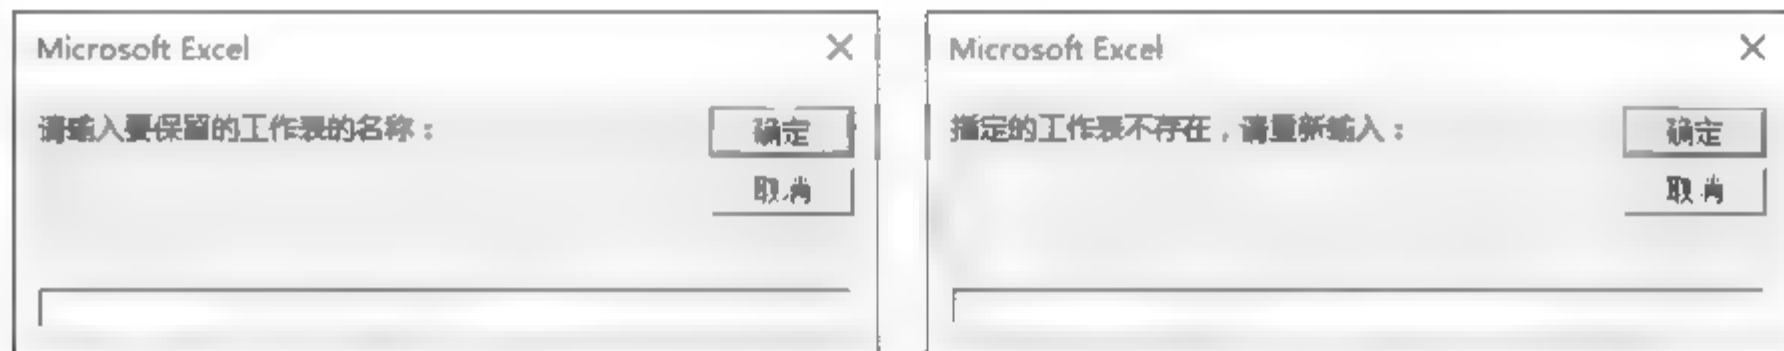 Microsoft Excel
请输入要保留的工作表的名称：
确定
取消
Microsoft Excel
指定的工作表不存在，请重新输入：
确定
取消